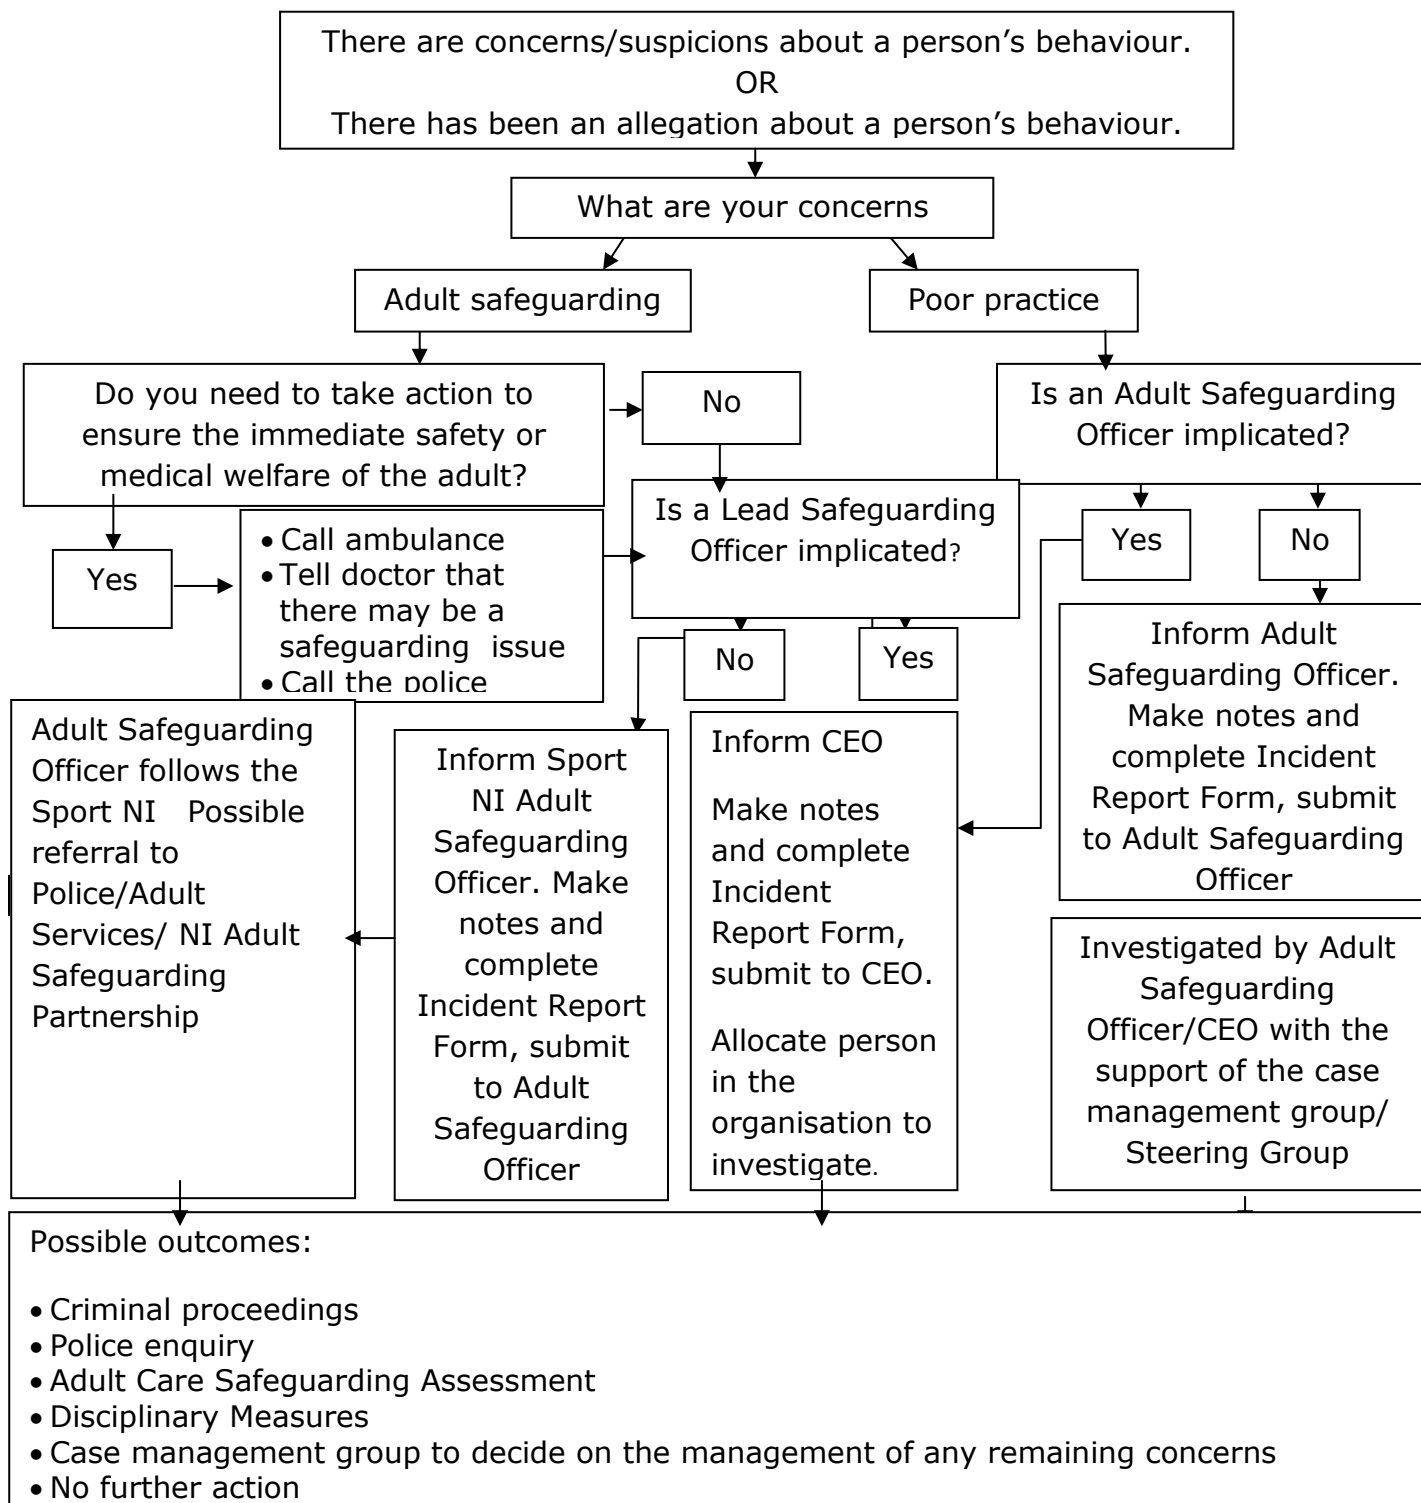 There are concerns/suspicions about a person’s behaviour.
OR
There has been an allegation about a person’s behaviour.
What are your concerns
Adult safeguarding
Poor practice
Do you need to take action to
ensure the immediate safety or
medical welfare of the adult?
No
Is an Adult Safeguarding
Officer implicated?
Yes
• Call ambulance
• Tell doctor that
there may be a
safeguarding issue
• Call the police
Is a Lead Safeguarding
Officer implicated?
Yes
No
No
Yes
Adult Safeguarding
Officer follows the
Sport NI Possible
referral to
Police/Adult
Services/ NI Adult
Safeguarding
Partnership
Inform Sport
NI Adult
Safeguarding
Officer. Make
notes and
complete
Incident Report
Form, submit
to Adult
Safeguarding
Officer
Inform CEO
Make notes
and complete
Incident
Report Form,
submit to CEO.
Allocate person
in the
organisation to
investigate.
Inform Adult
Safeguarding Officer.
Make notes and
complete Incident
Report Form, submit
to Adult Safeguarding
Officer
Investigated by Adult
Safeguarding
Officer/CEO with the
support of the case
management group/
Steering Group
Possible outcomes:
• Criminal proceedings
• Police enquiry
• Adult Care Safeguarding Assessment
• Disciplinary Measures
• Case management group to decide on the management of any remaining concerns
• No further action